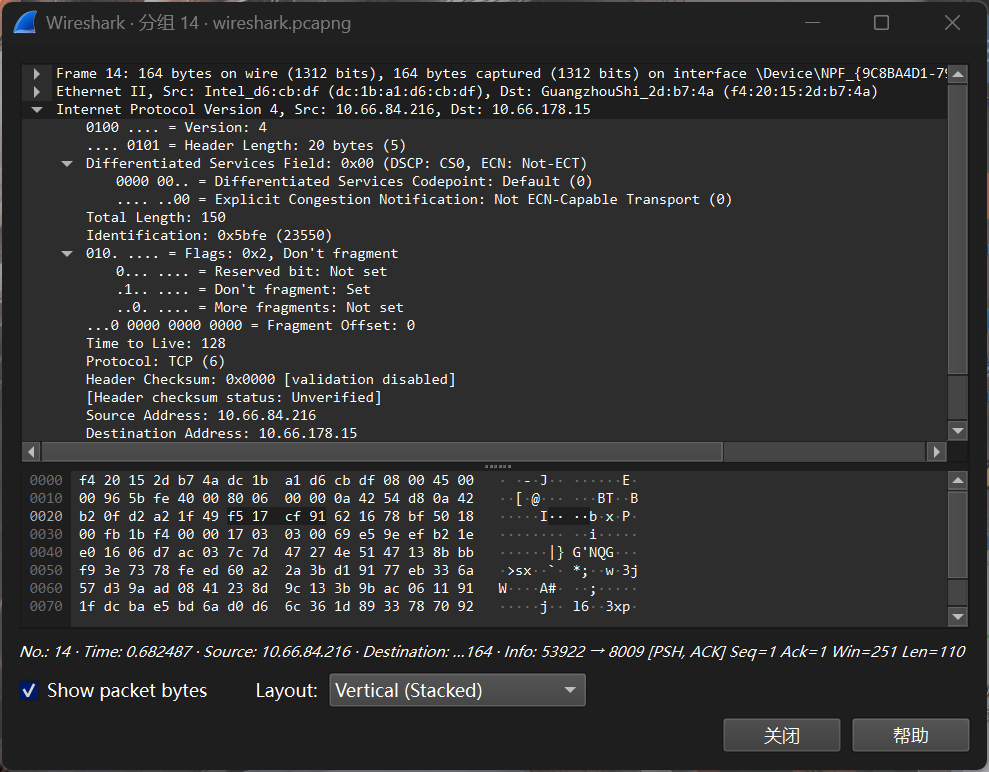 Wireshark · 分组 14 · wireshark.pcapng
Frame 14: 164 bytes on wire (1312 bits), 164 bytes captured (1312 bits) on interface \Device\NPF_{9C8BA4D1-79
Ethernet II, Src: Intel_d6:cb:df (dc:1b:a1:d6:cb:df), Dst: GuangzhouShi_2d:b7:4a (f4:20:15:2d:b7:4a)
Internet Protocol Version 4, Src: 10.66.84.216, Dst: 10.66.178.15
0100 .... = Version: 4
.... 0101 = Header Length: 20 bytes (5)
Differentiated Services Field: 0x00 (DSCP: CS0, ECN: Not-ECT)
0000 00.. = Differentiated Services Codepoint: Default (0)
.... ..00 = Explicit Congestion Notification: Not ECN-Capable Transport (0)
Total Length: 150
Identification: 0x5bfe (23550)
010. .... = Flags: 0x2, Don't fragment
0... .... = Reserved bit: Not set
.1.. .... = Don't fragment: Set
..0. .... = More fragments: Not set
...0 0000 0000 0000 = Fragment Offset: 0
Time to Live: 128
Protocol: TCP (6)
Header Checksum: 0x0000 [validation disabled]
[Header checksum status: Unverified]
Source Address: 10.66.84.216
Destination Address: 10.66.178.15
0000 f4 20 15 2d b7 4a dc 1b a1 d6 cb df 08 00 45 00 · ·-·J·· ······E·
0010 00 96 5b fe 40 00 80 06 00 00 0a 42 54 d8 0a 42 ··[·@··· ···BT··B
0020 b2 0f d2 a2 1f 49 f5 17 cf 91 62 16 78 bf 50 18 ·····I·· ··b·x·P·
0030 00 fb 1b f4 00 00 17 03 03 00 69 e5 9e ef b2 1e ········ ··i·····
0040 e0 16 06 d7 ac 03 7c 7d 47 27 4e 51 47 13 8b bb ······|} G'NQG···
0050 f9 3e 73 78 fe ed 60 a2 2a 3b d1 91 77 eb 33 6a ·>sx··`· *;··w·3j
0060 57 d3 9a ad 08 41 23 8d 9c 13 3b 9b ac 06 11 91 W····A#· ··;·····
0070 1f dc ba e5 bd 6a d0 d6 6c 36 1d 89 33 78 70 92 ·····j·· l6··3xp·
No.: 14 · Time: 0.682487 · Source: 10.66.84.216 · Destination: ...164 · Info: 53922 → 8009 [PSH, ACK] Seq=1 Ack=1 Win=251 Len=110
Show packet bytes Layout: Vertical (Stacked)
关闭 帮助